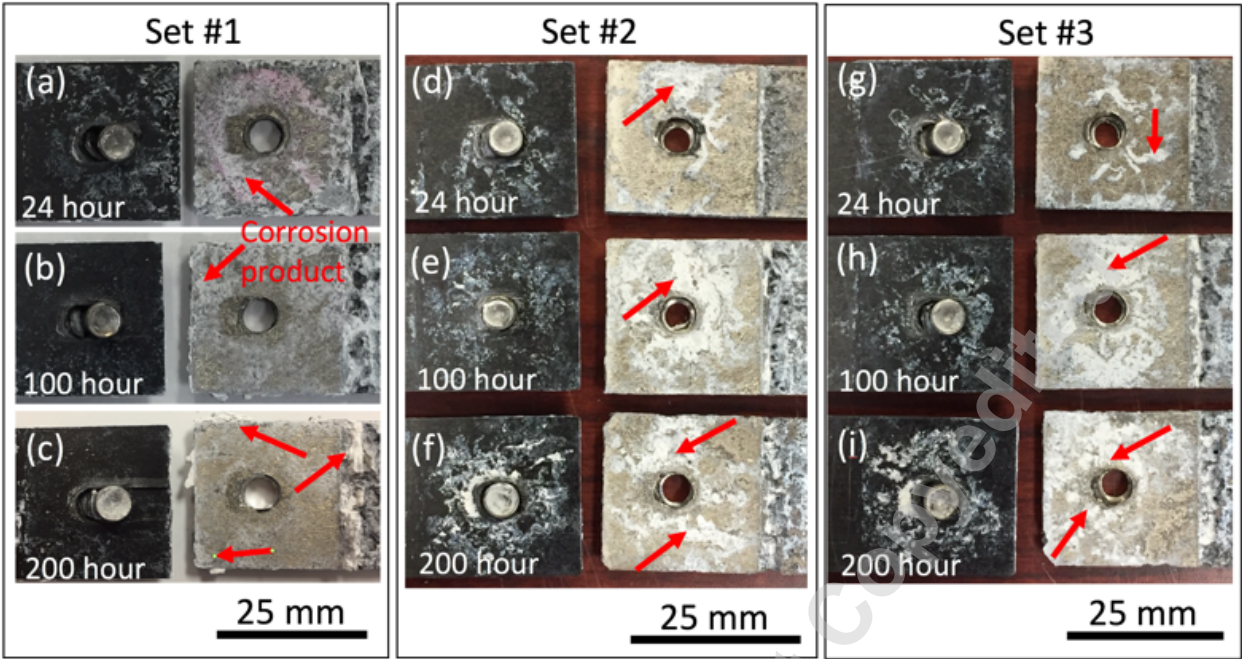 Set #1
(a)
24 hour
Corrosion
product
(b)
100 hour
(c)
200 hour
25 mm
Set #2
(d)
24 hour
(e)
100 hour
(f)
200 hour
25 mm
Set #3
(g)
24 hour
(h)
100 hour
(i)
200 hour
25 mm
Copyedit